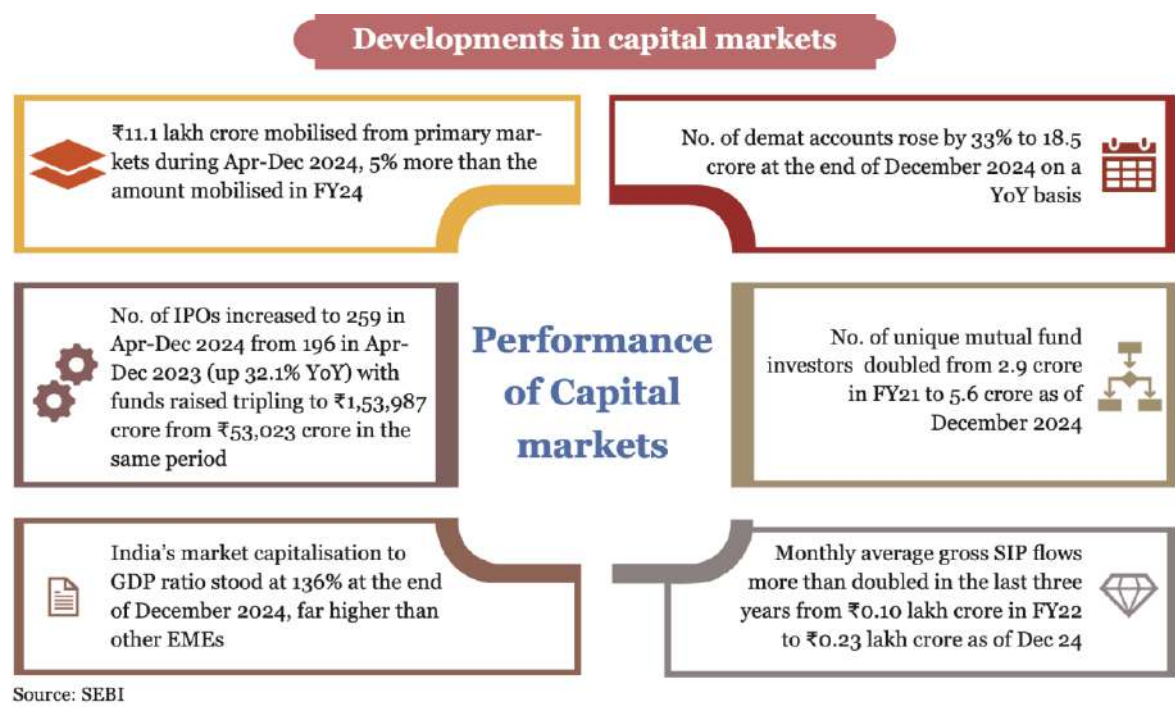 Developments in capital markets
₹11.1 lakh crore mobilised from primary mar-
kets during Apr-Dec 2024, 5% more than the
amount mobilised in FY24
No. of demat accounts rose by 33% to 18.5
crore at the end of December 2024 on a
YoY basis
No. of IPOs increased to 259 in
Apr-Dec 2024 from 196 in Apr-
Dec 2023 (up 32.1% YoY) with
funds raised tripling to ₹1,53,987
crore from ₹53,023 crore in the
same period
Performance
of Capital
markets
No. of unique mutual fund
investors doubled from 2.9 crore
in FY21 to 5.6 crore as of
December 2024
India's market capitalisation to
GDP ratio stood at 136% at the end
of December 2024, far higher than
other EMEs
Monthly average gross SIP flows
more than doubled in the last three
years from ₹0.10 lakh crore in FY22
to ₹0.23 lakh crore as of Dec 24
Source: SEBI